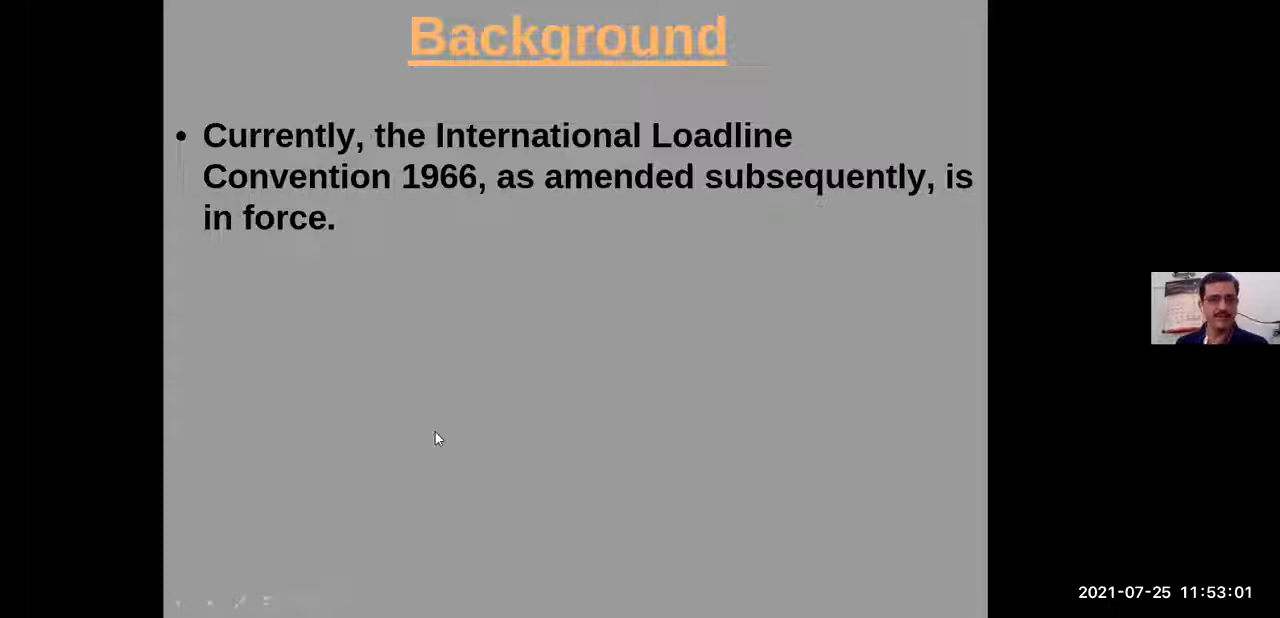 Background
• Currently, the International Loadline
Convention 1966, as amended subsequently, is
in force.
2021-07-25 11:53:01